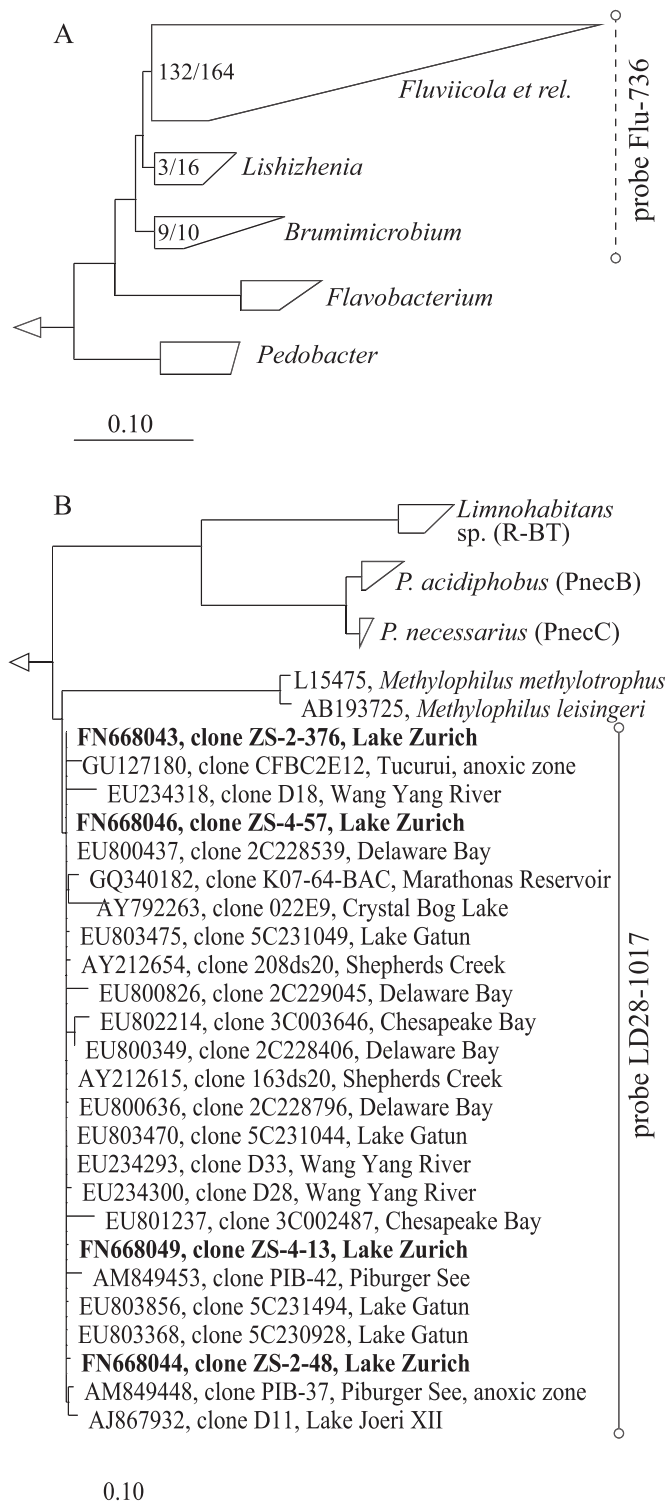 A
132/164
Fluviicola et rel.
3/16
Lishizhenia
9/10
Brumimicrobium
Flavobacterium
Pedobacter
probe Flu-736
0.10
B
Limnohabitans
sp. (R-BT)
P. acidiphobus (PnecB)
P. necessarius (PnecC)
L15475, Methylophilus methylotrophus
AB193725, Methylophilus leisingeri
FN668043, clone ZS-2-376, Lake Zurich
GU127180, clone CFBC2E12, Tucurui, anoxic zone
EU234318, clone D18, Wang Yang River
FN668046, clone ZS-4-57, Lake Zurich
EU800437, clone 2C228539, Delaware Bay
GQ340182, clone K07-64-BAC, Marathonas Reservoir
AY792263, clone 022E9, Crystal Bog Lake
EU803475, clone 5C231049, Lake Gatun
AY212654, clone 208ds20, Shepherds Creek
EU800826, clone 2C229045, Delaware Bay
EU802214, clone 3C003646, Chesapeake Bay
EU800349, clone 2C228406, Delaware Bay
AY212615, clone 163ds20, Shepherds Creek
EU800636, clone 2C228796, Delaware Bay
EU803470, clone 5C231044, Lake Gatun
EU234293, clone D33, Wang Yang River
EU234300, clone D28, Wang Yang River
EU801237, clone 3C002487, Chesapeake Bay
FN668049, clone ZS-4-13, Lake Zurich
AM849453, clone PIB-42, Piburger See
EU803856, clone 5C231494, Lake Gatun
EU803368, clone 5C230928, Lake Gatun
FN668044, clone ZS-2-48, Lake Zurich
AM849448, clone PIB-37, Piburger See, anoxic zone
AJ867932, clone D11, Lake Joeri XII
probe LD28-1017
0.10